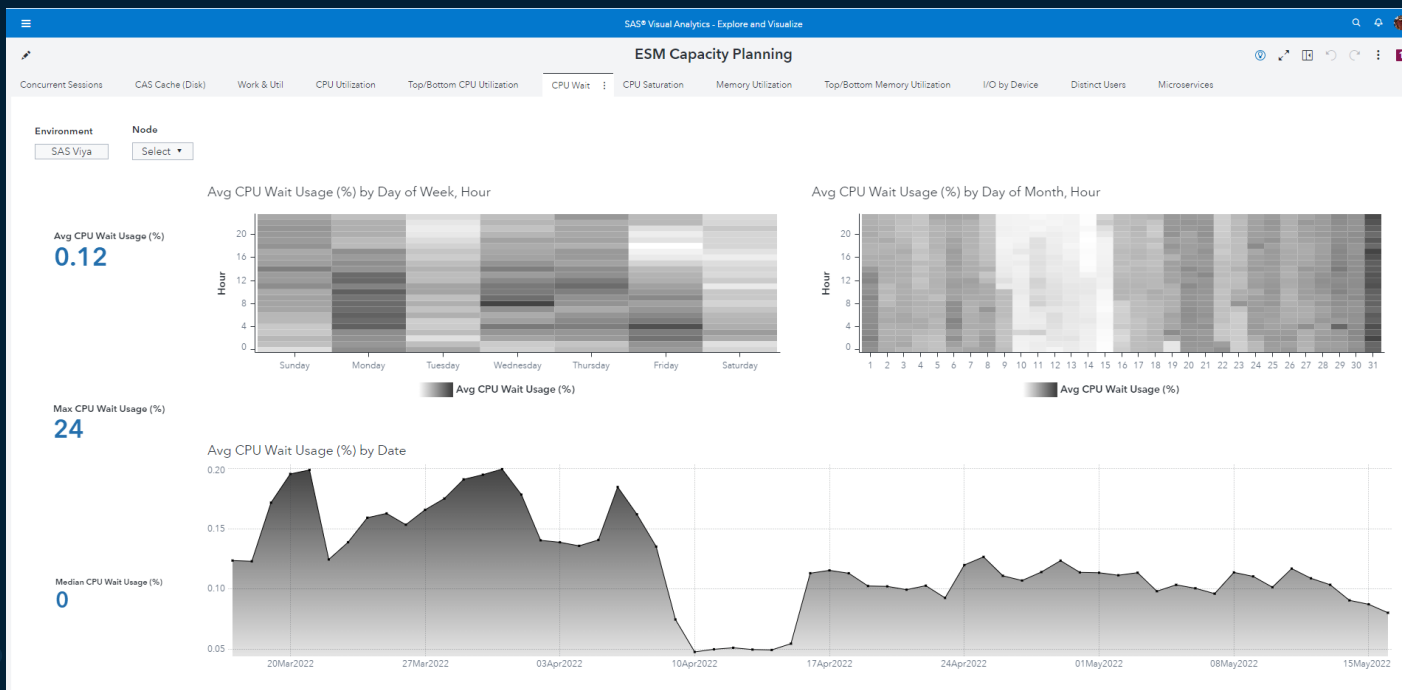 SAS® Visual Analytics - Explore and Visualize
ESM Capacity Planning
Concurrent Sessions CAS Cache (Disk) Work & Util CPU Utilization Top/Bottom CPU Utilization CPU Wait CPU Saturation Memory Utilization Top/Bottom Memory Utilization I/O by Device Distinct Users Microservices
Environment Node
SAS Viya Select
Avg CPU Wait Usage (%)
0.12
Max CPU Wait Usage (%)
24
Median CPU Wait Usage (%)
0
Avg CPU Wait Usage (%) by Day of Week, Hour
Hour
20
16
12
8
4
0
Sunday Monday Tuesday Wednesday Thursday Friday Saturday
Avg CPU Wait Usage (%)
Avg CPU Wait Usage (%) by Day of Month, Hour
Hour
20
16
12
8
4
0
1 2 3 4 5 6 7 8 9 10 11 12 13 14 15 16 17 18 19 20 21 22 23 24 25 26 27 28 29 30 31
Avg CPU Wait Usage (%)
Avg CPU Wait Usage (%) by Date
0.20
0.15
0.10
0.05
20Mar2022 27Mar2022 03Apr2022 10Apr2022 17Apr2022 24Apr2022 01May2022 08May2022 15May2022